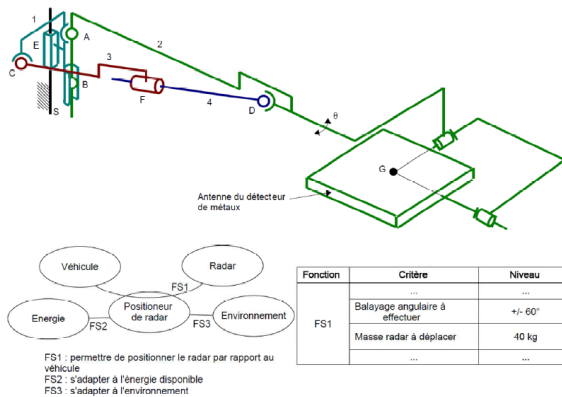 1
A
2
E
3
C
B
F
4
D
S
θ
G
Antenne du détecteur
de métaux
Véhicule
Radar
FS1
Positioneur
de radar
Energie
FS2
FS3
Environnement
FS1 : permettre de positionner le radar par rapport au
véhicule
FS2 : s'adapter à l'énergie disponible
FS3 : s'adapter à l'environnement
Fonction Critère Niveau
... ...
FS1
Balayage angulaire à
effectuer
+/- 60°
Masse radar à déplacer 40 kg
... ...